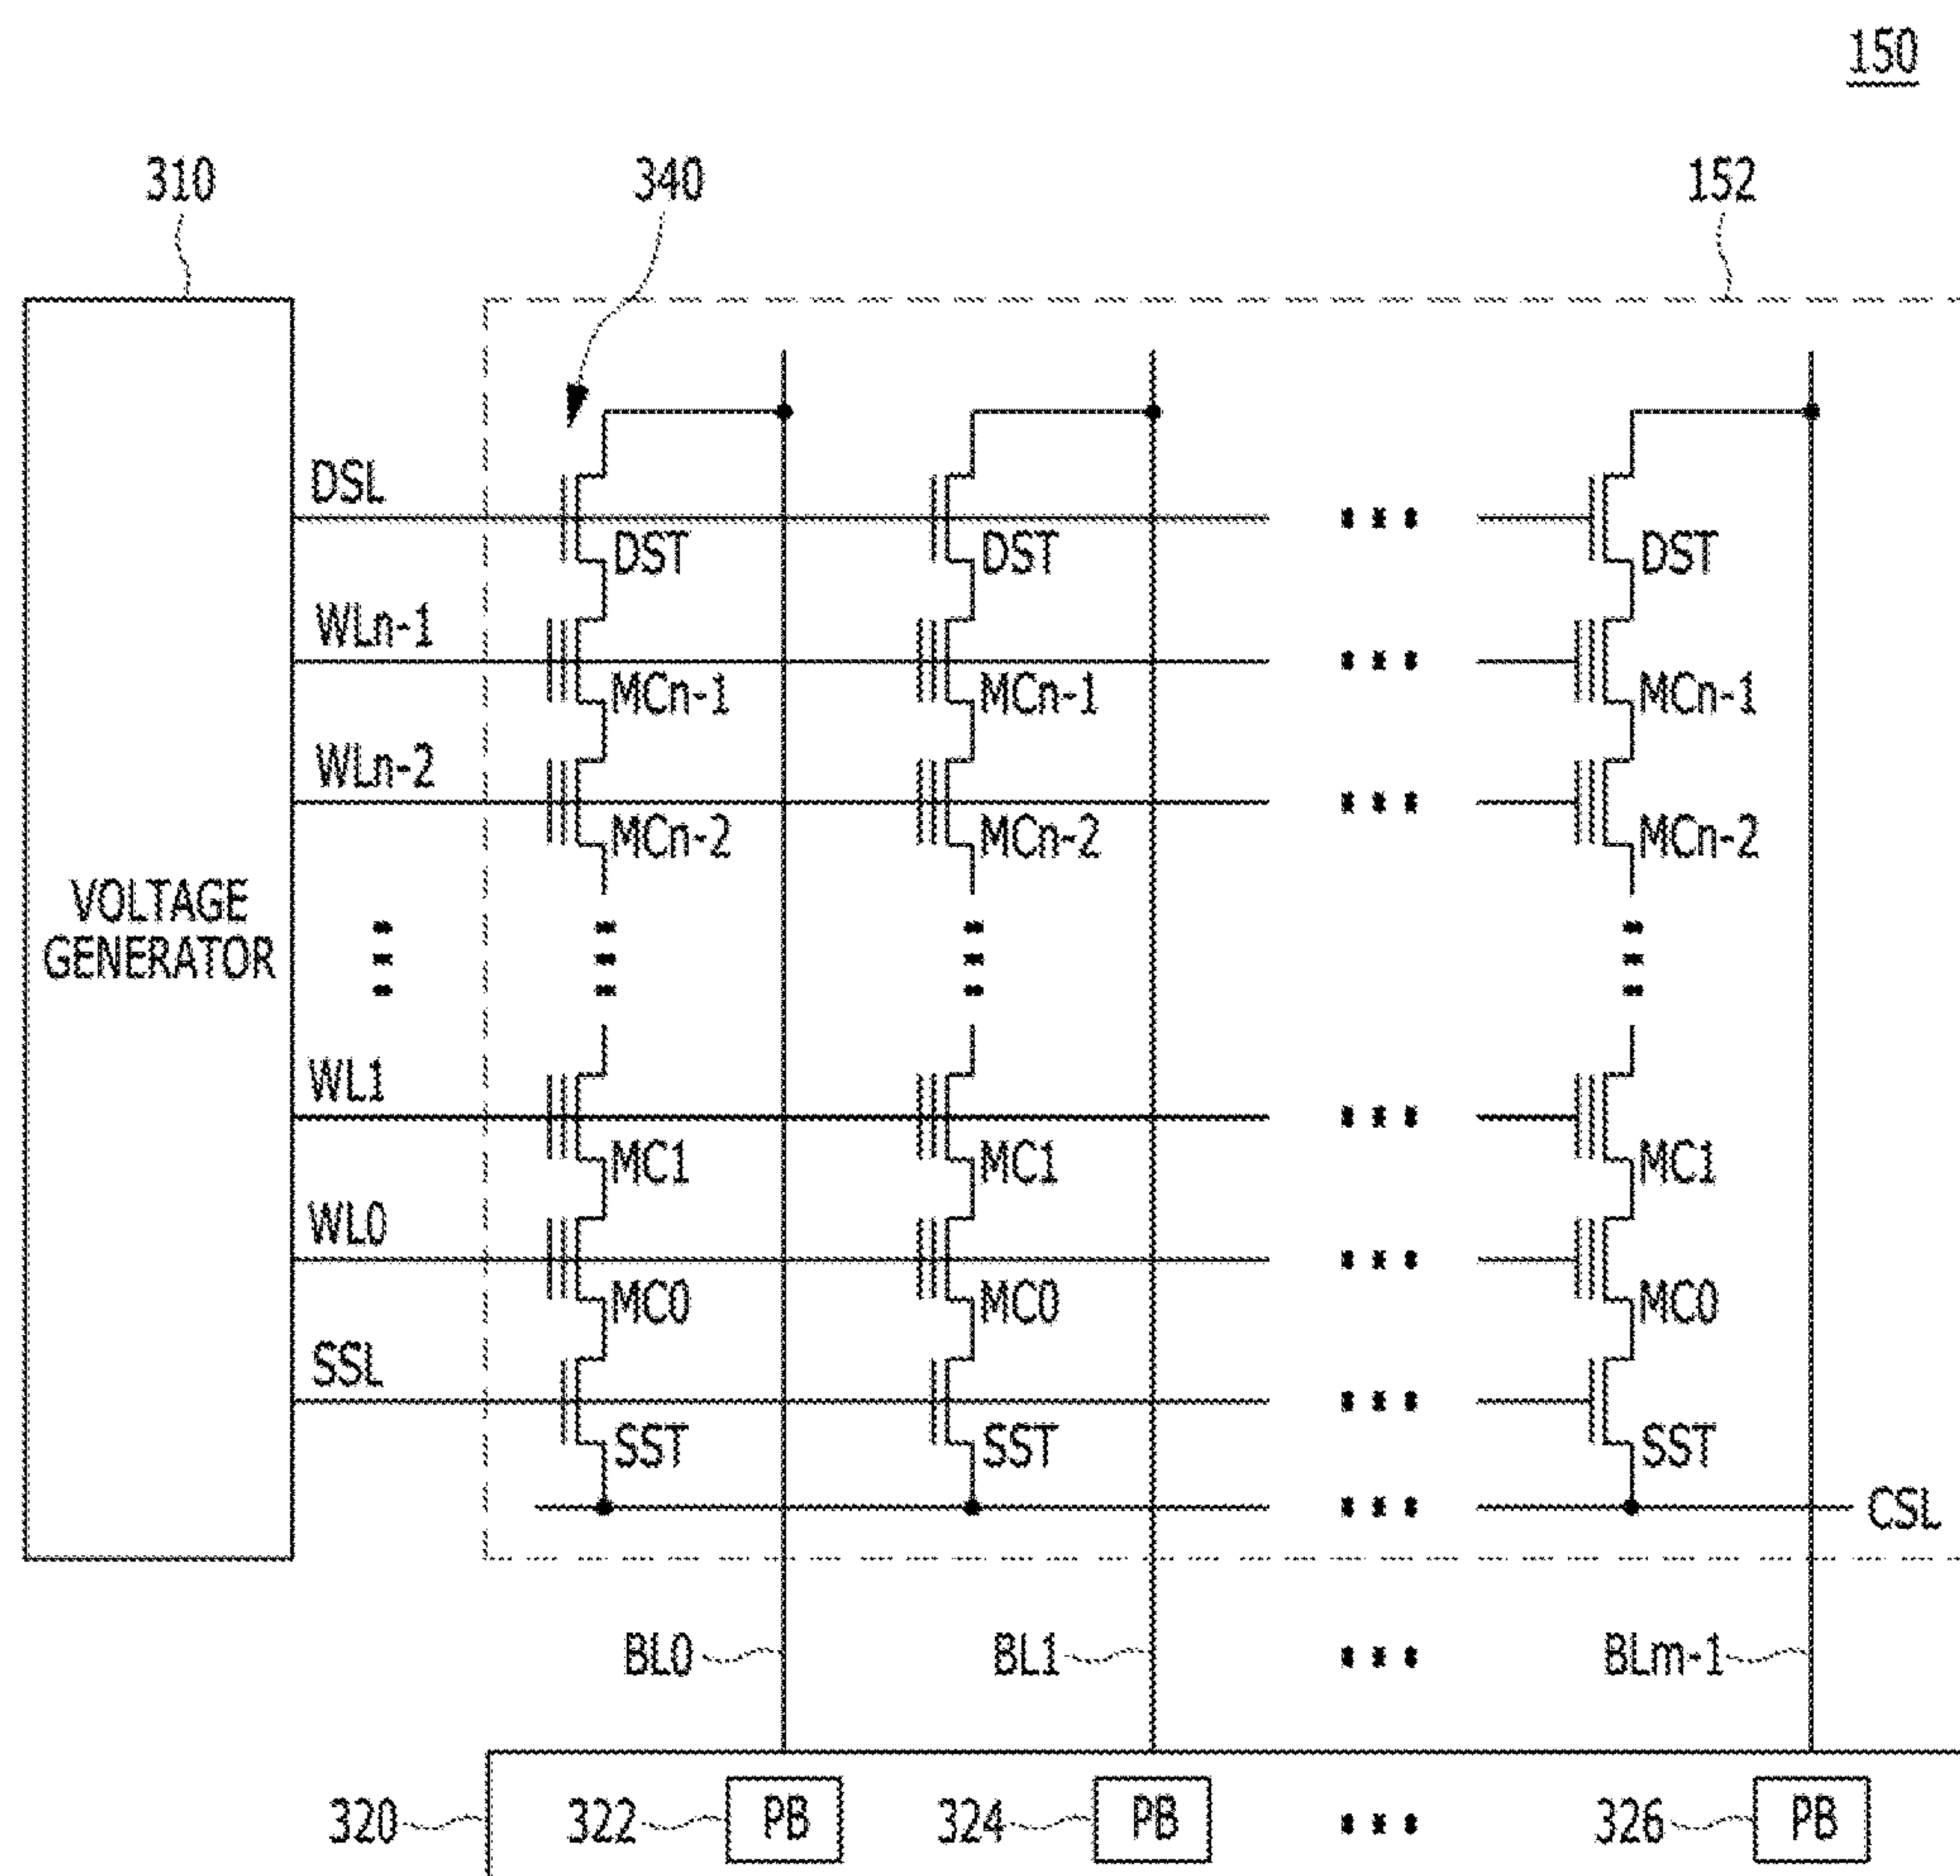 150
310
340
152
DSL
DST
DST
DST
WLn-1
MCn-1
MCn-1
MCn-1
WLn-2
MCn-2
MCn-2
MCn-2
VOLTAGE
GENERATOR
WL1
MC1
MC1
MC1
WL0
MC0
MC0
MC0
SSL
SST
SST
SST
CSL
BL0
BL1
BLm-1
320
322
PB
324
PB
326
PB